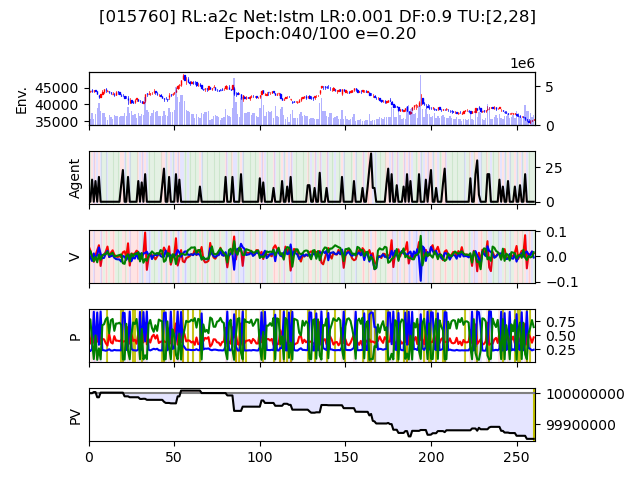 [015760] RL:a2c Net:lstm LR:0.001 DF:0.9 TU:[2,28]
Epoch:040/100 e=0.20
1e6
Env.
45000
40000
35000
5
0
Agent
25
0
V
0.1
0.0
−0.1
P
0.75
0.50
0.25
PV
100000000
99900000
0 50 100 150 200 250